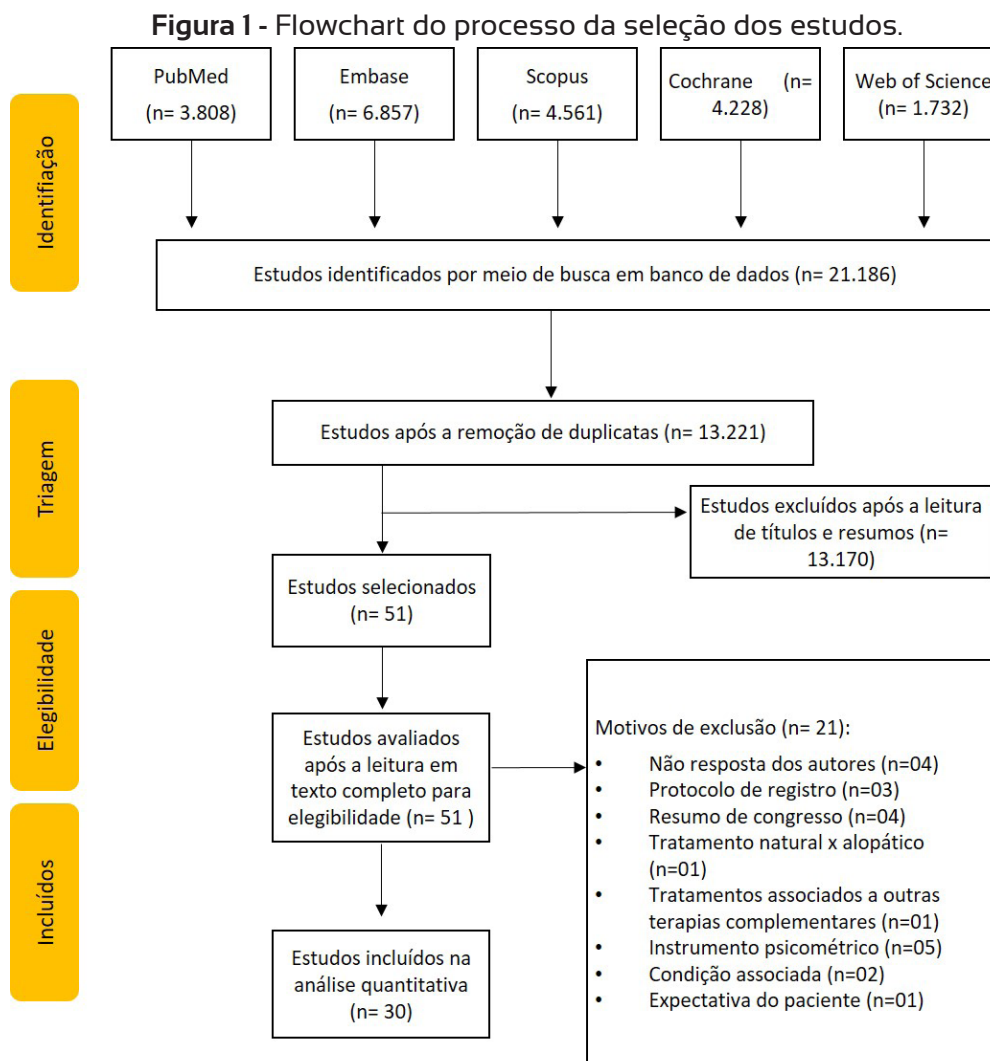 Figura 1 - Flowchart do processo da seleção dos estudos.
PubMed
(n= 3.808)
Embase
(n= 6.857)
Scopus
(n= 4.561)
Cochrane (n=
4.228)
Web of Science
(n= 1.732)
Identifiação
Estudos identificados por meio de busca em banco de dados (n= 21.186)
Triagem
Estudos após a remoção de duplicatas (n= 13.221)
Estudos excluídos após a leitura
de títulos e resumos (n=
13.170)
Estudos selecionados
(n= 51)
Elegibilidade
Estudos avaliados
após a leitura em
texto completo para
elegibilidade (n= 51 )
Motivos de exclusão (n= 21):
• Não resposta dos autores (n=04)
• Protocolo de registro (n=03)
• Resumo de congresso (n=04)
• Tratamento natural x alopático
(n=01)
• Tratamentos associados a outras
terapias complementares (n=01)
• Instrumento psicométrico (n=05)
• Condição associada (n=02)
• Expectativa do paciente (n=01)
Incluídos
Estudos incluídos na
análise quantitativa
(n= 30)